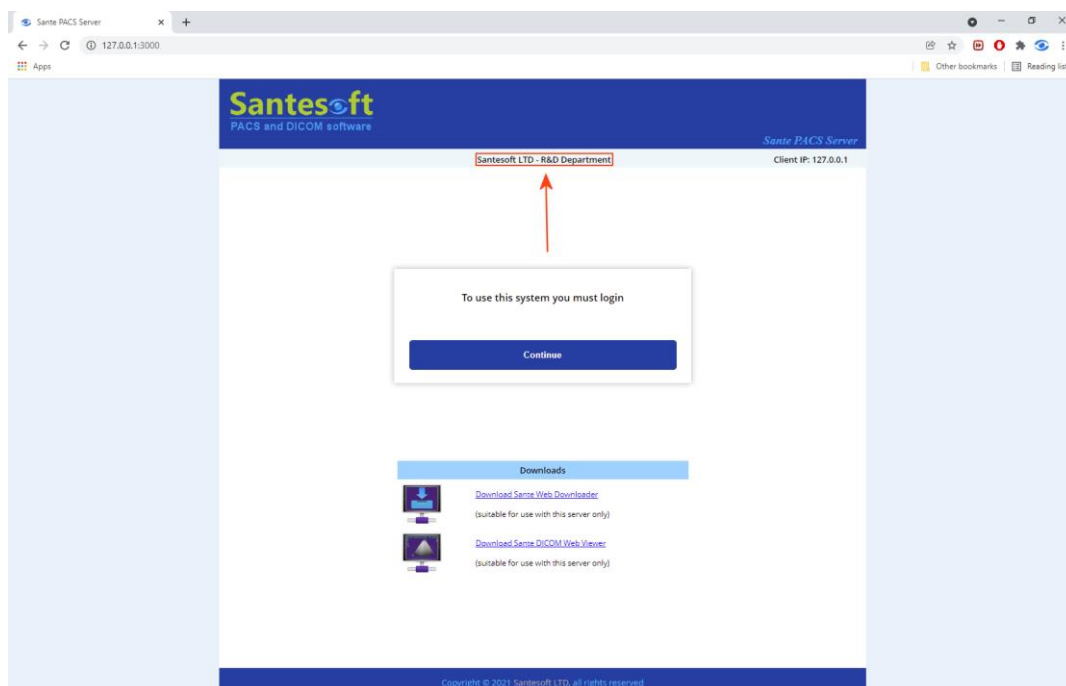 Sante PACS Server
127.0.0.1:3000
Apps
Other bookmarks
Reading list
Santesoft
PACS and DICOM software
Sante PACS Server
Santesoft LTD - R&D Department
Client IP: 127.0.0.1
To use this system you must login
Continue
Downloads
Download Sante Web Downloader
(suitable for use with this server only)
Download Sante DICOM Web Viewer
(suitable for use with this server only)
Copyright © 2021 Santesoft LTD, all rights reserved